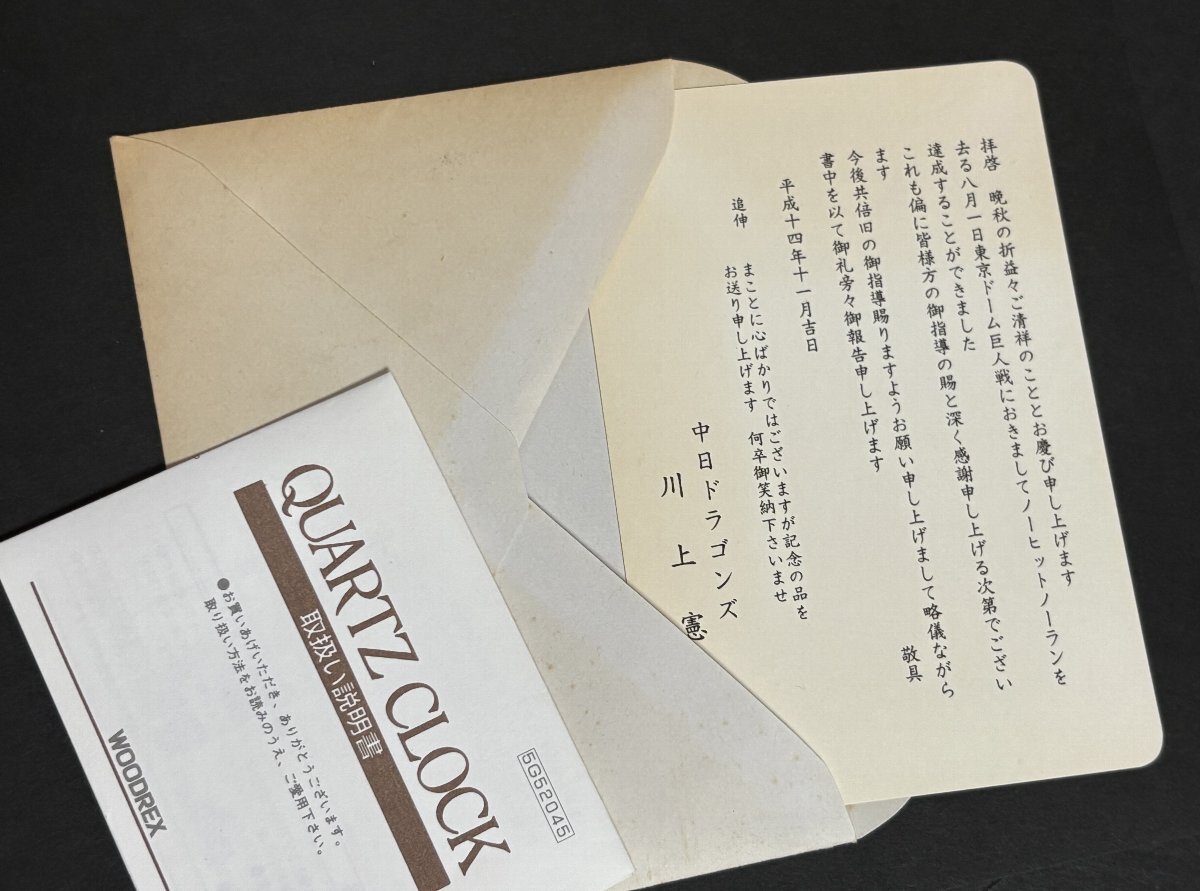 拝啓 晩秋の折益々ご清祥のこととお慶び申し上げます
去る八月一日東京ドーム巨人戦におきましてノーヒットノーランを
達成することができました
これも偏に皆様方の御指導の賜と深く感謝申し上げる次第でござい
ます
今後共倍旧の御指導賜りますようお願い申し上げまして略儀ながら
書中を以て御礼旁々御報告申し上げます
敬具
平成十四年十一月吉日
追伸 まことに心ばかりではございますが記念の品を
お送り申し上げます 何卒御笑納下さいませ
中日ドラゴンズ
川上 憲
QUARTZ CLOCK
取扱い説明書
●お買いあげいただき、ありがとうございます。
取り扱い方法をお読みのうえ、ご愛用下さい。
5G52045
WOODREX